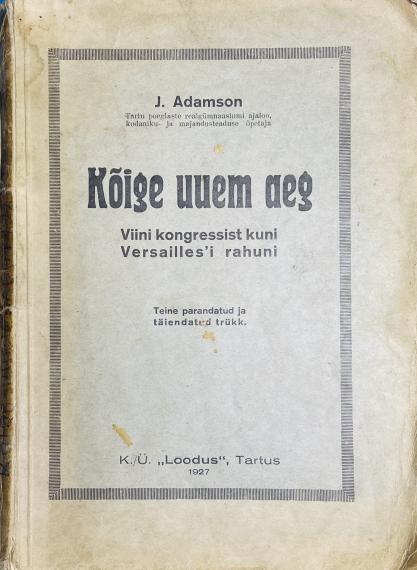 J. Adamson
Tartu poeglaste realgümnaasiumi ajaloo,
kodaniku- ja majandusteaduse õpetaja
Kõige uuem aeg
Viini kongressist kuni
Versailles'i rahuni
Teine parandatud ja
täiendatud trükk.
K./Ü. „Loodus“, Tartus
1927